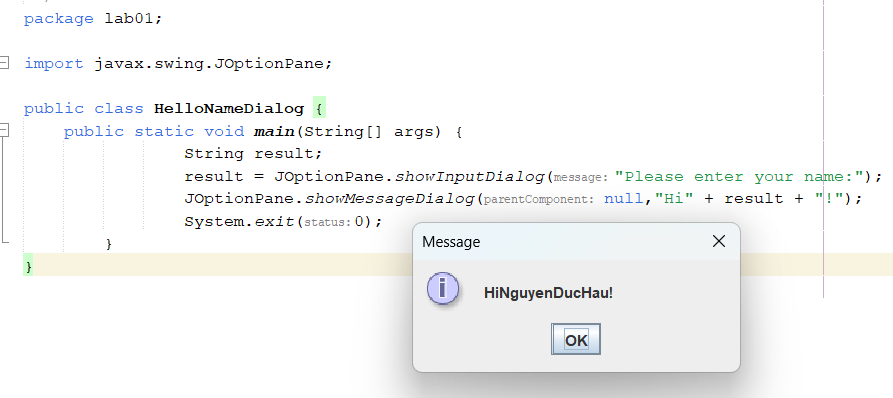 package lab01;
import javax.swing.JOptionPane;
public class HelloNameDialog {
public static void main(String[] args) {
String result;
result = JOptionPane.showInputDialog(message: "Please enter your name:");
JOptionPane.showMessageDialog(parentComponent: null,"Hi" + result + "!");
System.exit(status:0);
}
}
Message
i
HiNguyenDucHau!
OK